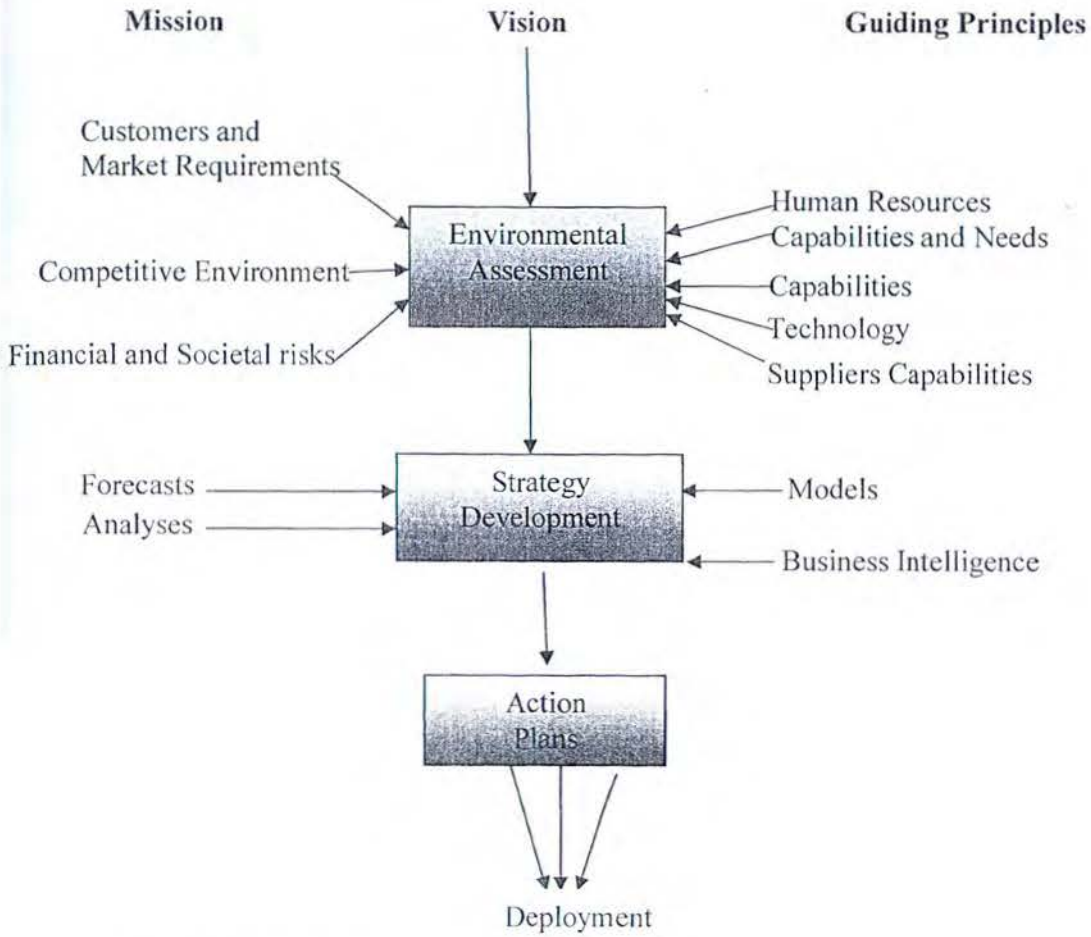 Mission
Vision
Guiding Principles
Customers and
Market Requirements
Competitive Environment
Financial and Societal risks
Environmental
Assessment
Human Resources
Capabilities and Needs
Capabilities
Technology
Suppliers Capabilities
Forecasts
Analyses
Strategy
Development
Models
Business Intelligence
Action
Plans
Deployment